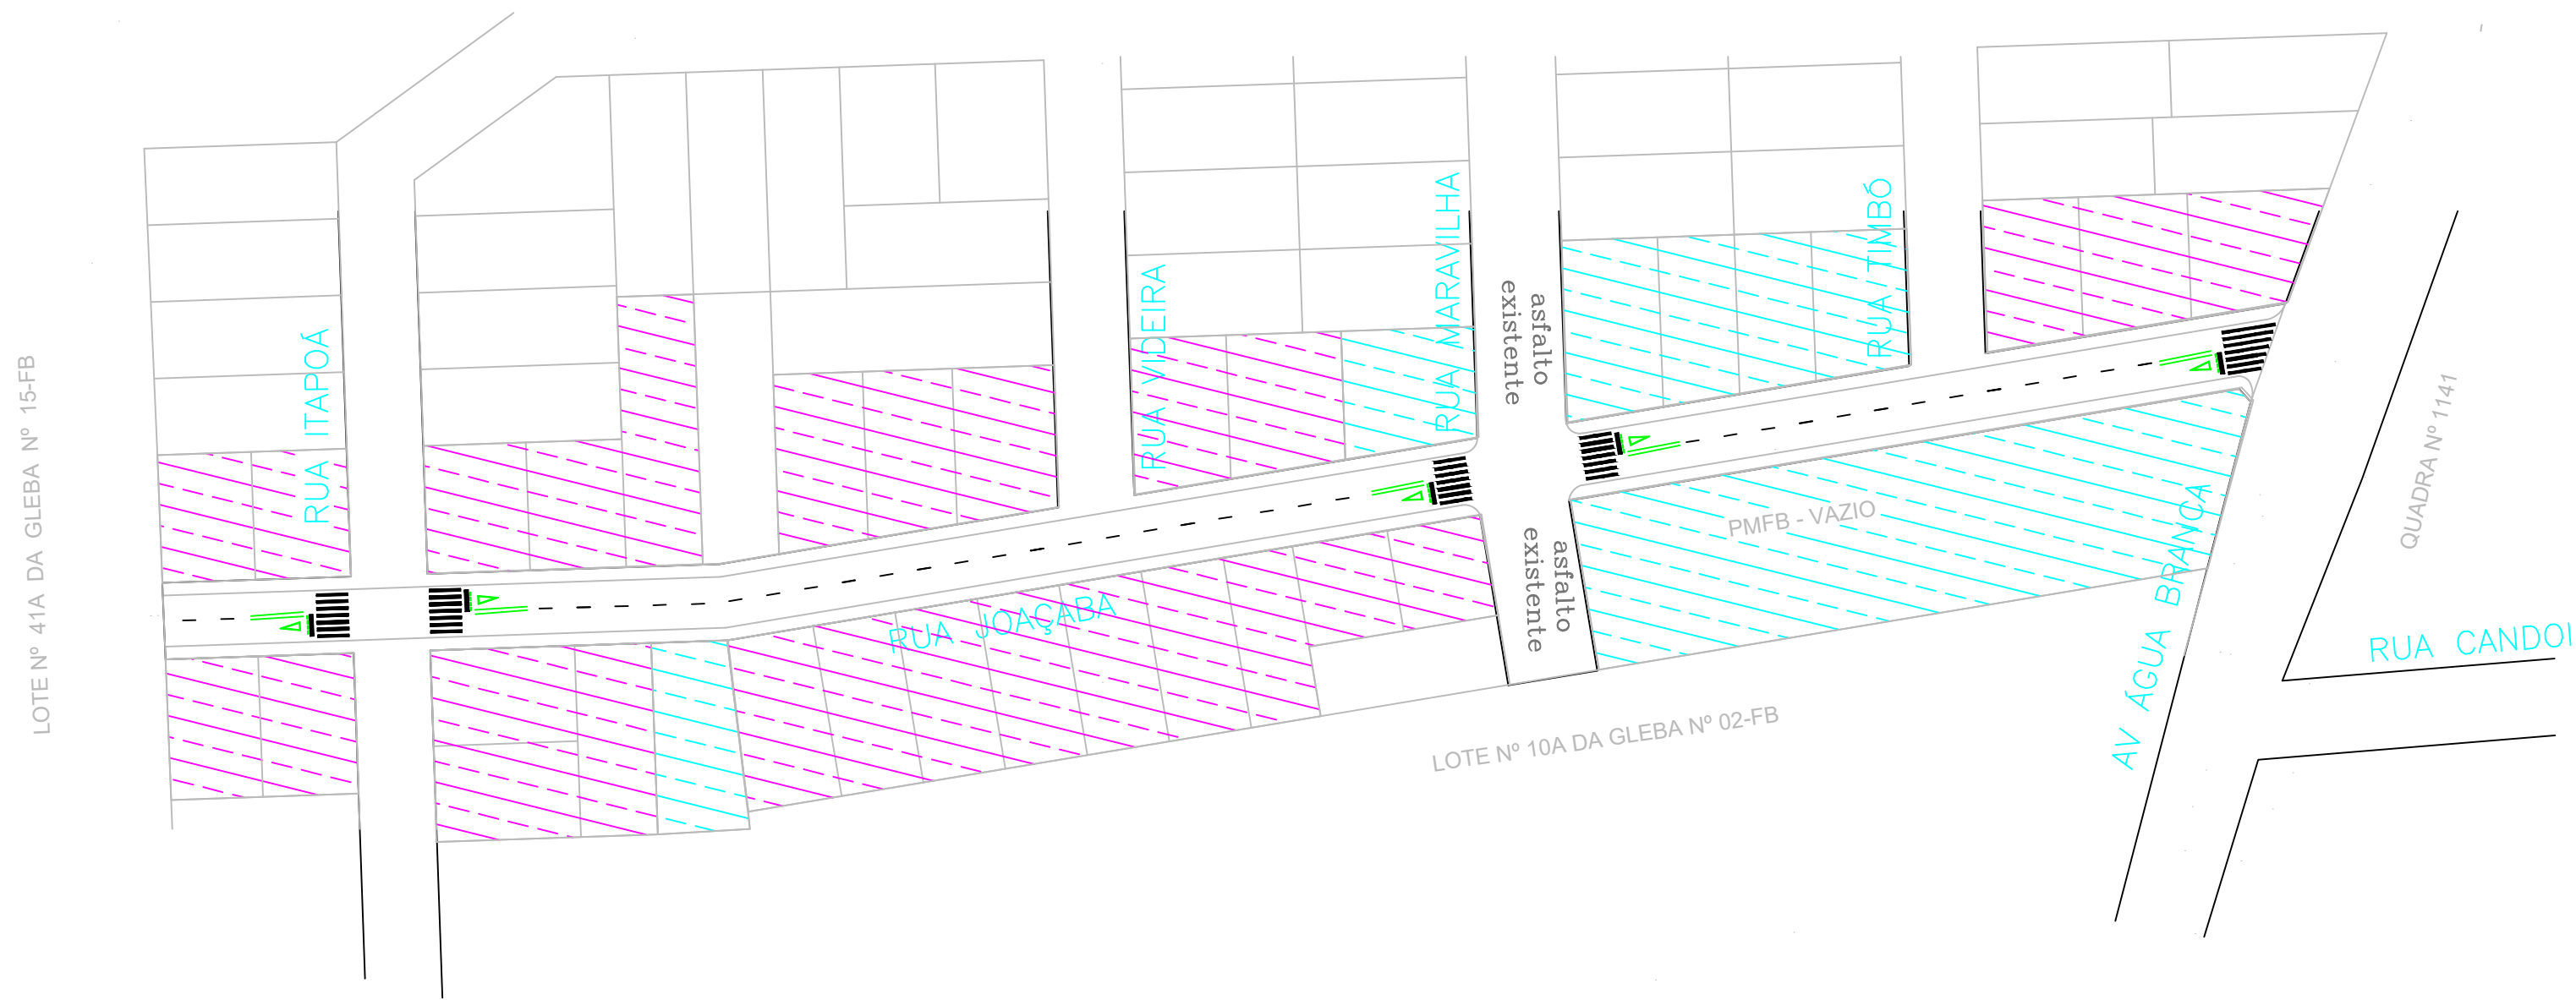 LOTE Nº 41A DA GLEBA Nº 15-FB
RUA ITAPOÁ
RUA VIDEIRA
RUA MARAVILHA
asfalto
existente
RUA TIMBÓ
QUADRA Nº 1141
PMFB - VAZIO
asfalto
existente
RUA JOAÇABA
AV ÁGUA BRANCA
RUA CANDOI
LOTE Nº 10A DA GLEBA Nº 02-FB